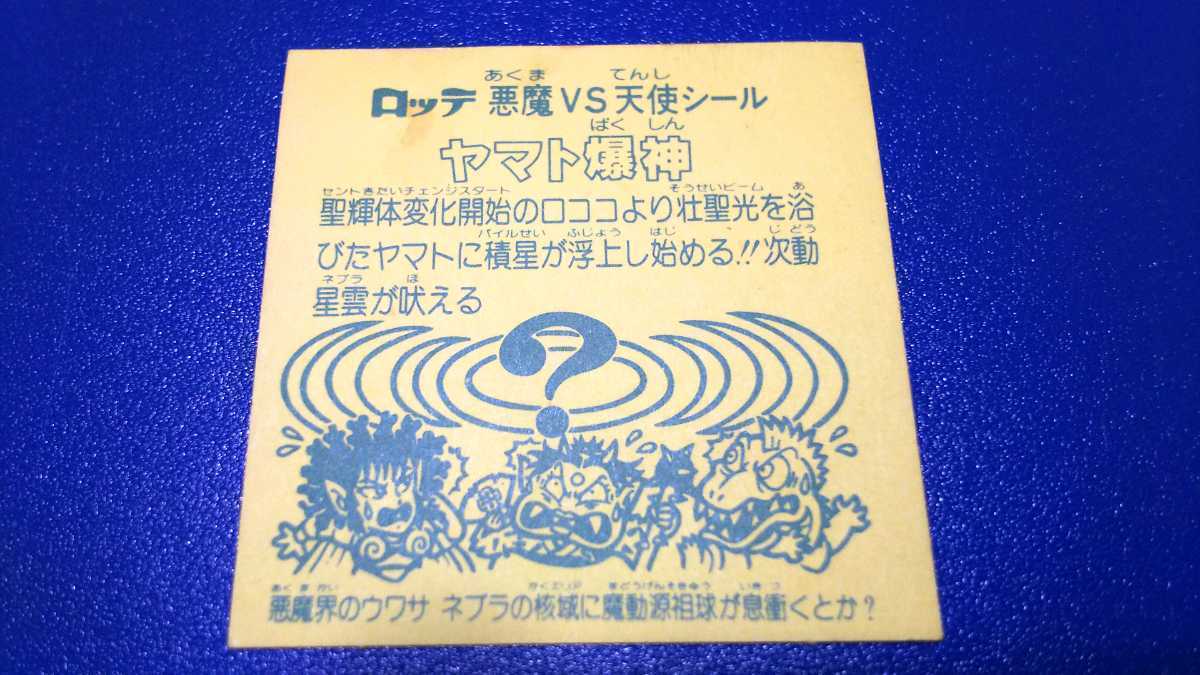 あくま てんし
ロッテ 悪魔VS天使シール
ばくしん
ヤマト爆神
セントきたいチェンジスタート そうせいビーム あ
聖輝体変化開始のロココより壮聖光を浴
パイルせい ふじょう はじ じどう
びたヤマトに積星が浮上し始める!!次動
ネブラ ほ
星雲が吠える
?
あくまかい かくエリア まどうげんそきゅう いきつ
悪魔界のウワサ ネブラの核域に魔動源祖球が息衝くとか?